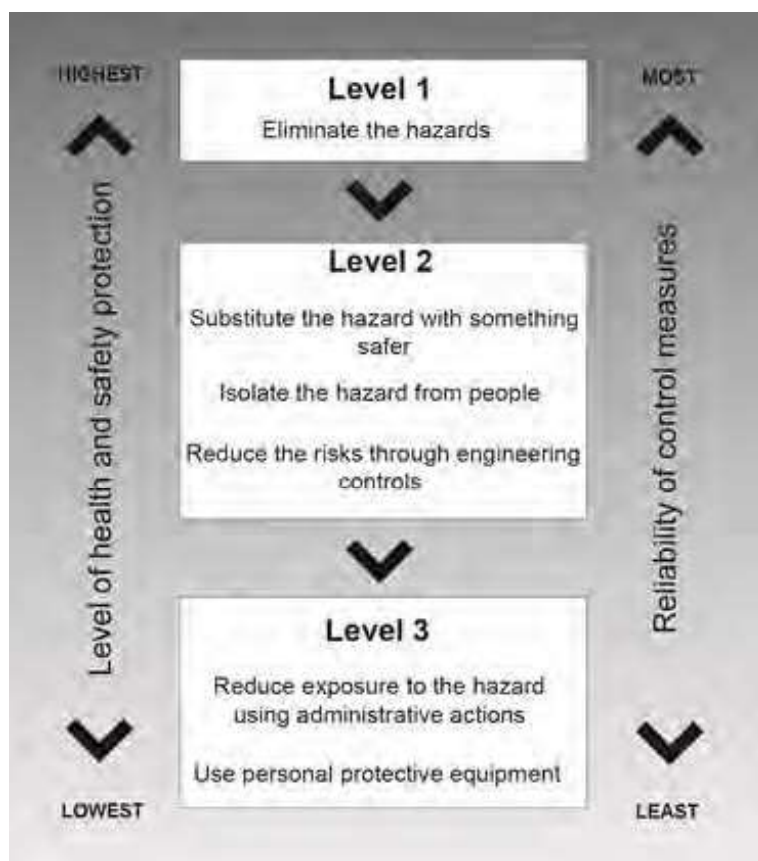 HIGHEST
Level 1
MOST
Eliminate the hazards
Level of health and safety protection
Level 2
Substitute the hazard with something
safer
Isolate the hazard from people
Reduce the risks through engineering
controls
Reliability of control measures
Level 3
Reduce exposure to the hazard
using administrative actions
Use personal protective equipment
LOWEST
LEAST